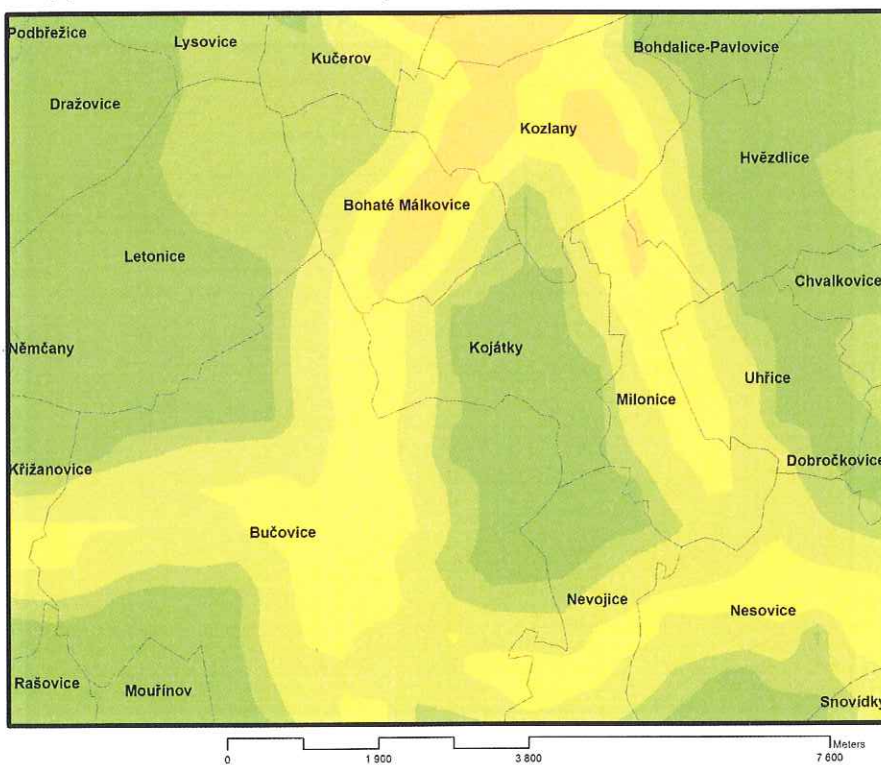 Podbřežice
Lysovice
Kučerov
Bohdalice-Pavlovice
Dražovice
Kozlany
Hvězdlice
Bohaté Málkovice
Letonice
Chvalkovice
Němčany
Kojátky
Uhřice
Milonice
Křižanovice
Dobročkovice
Bučovice
Nevojice
Nesovice
Rašovice
Mouřínov
Snovídky
Meters
0 1 900 3 800 7 600